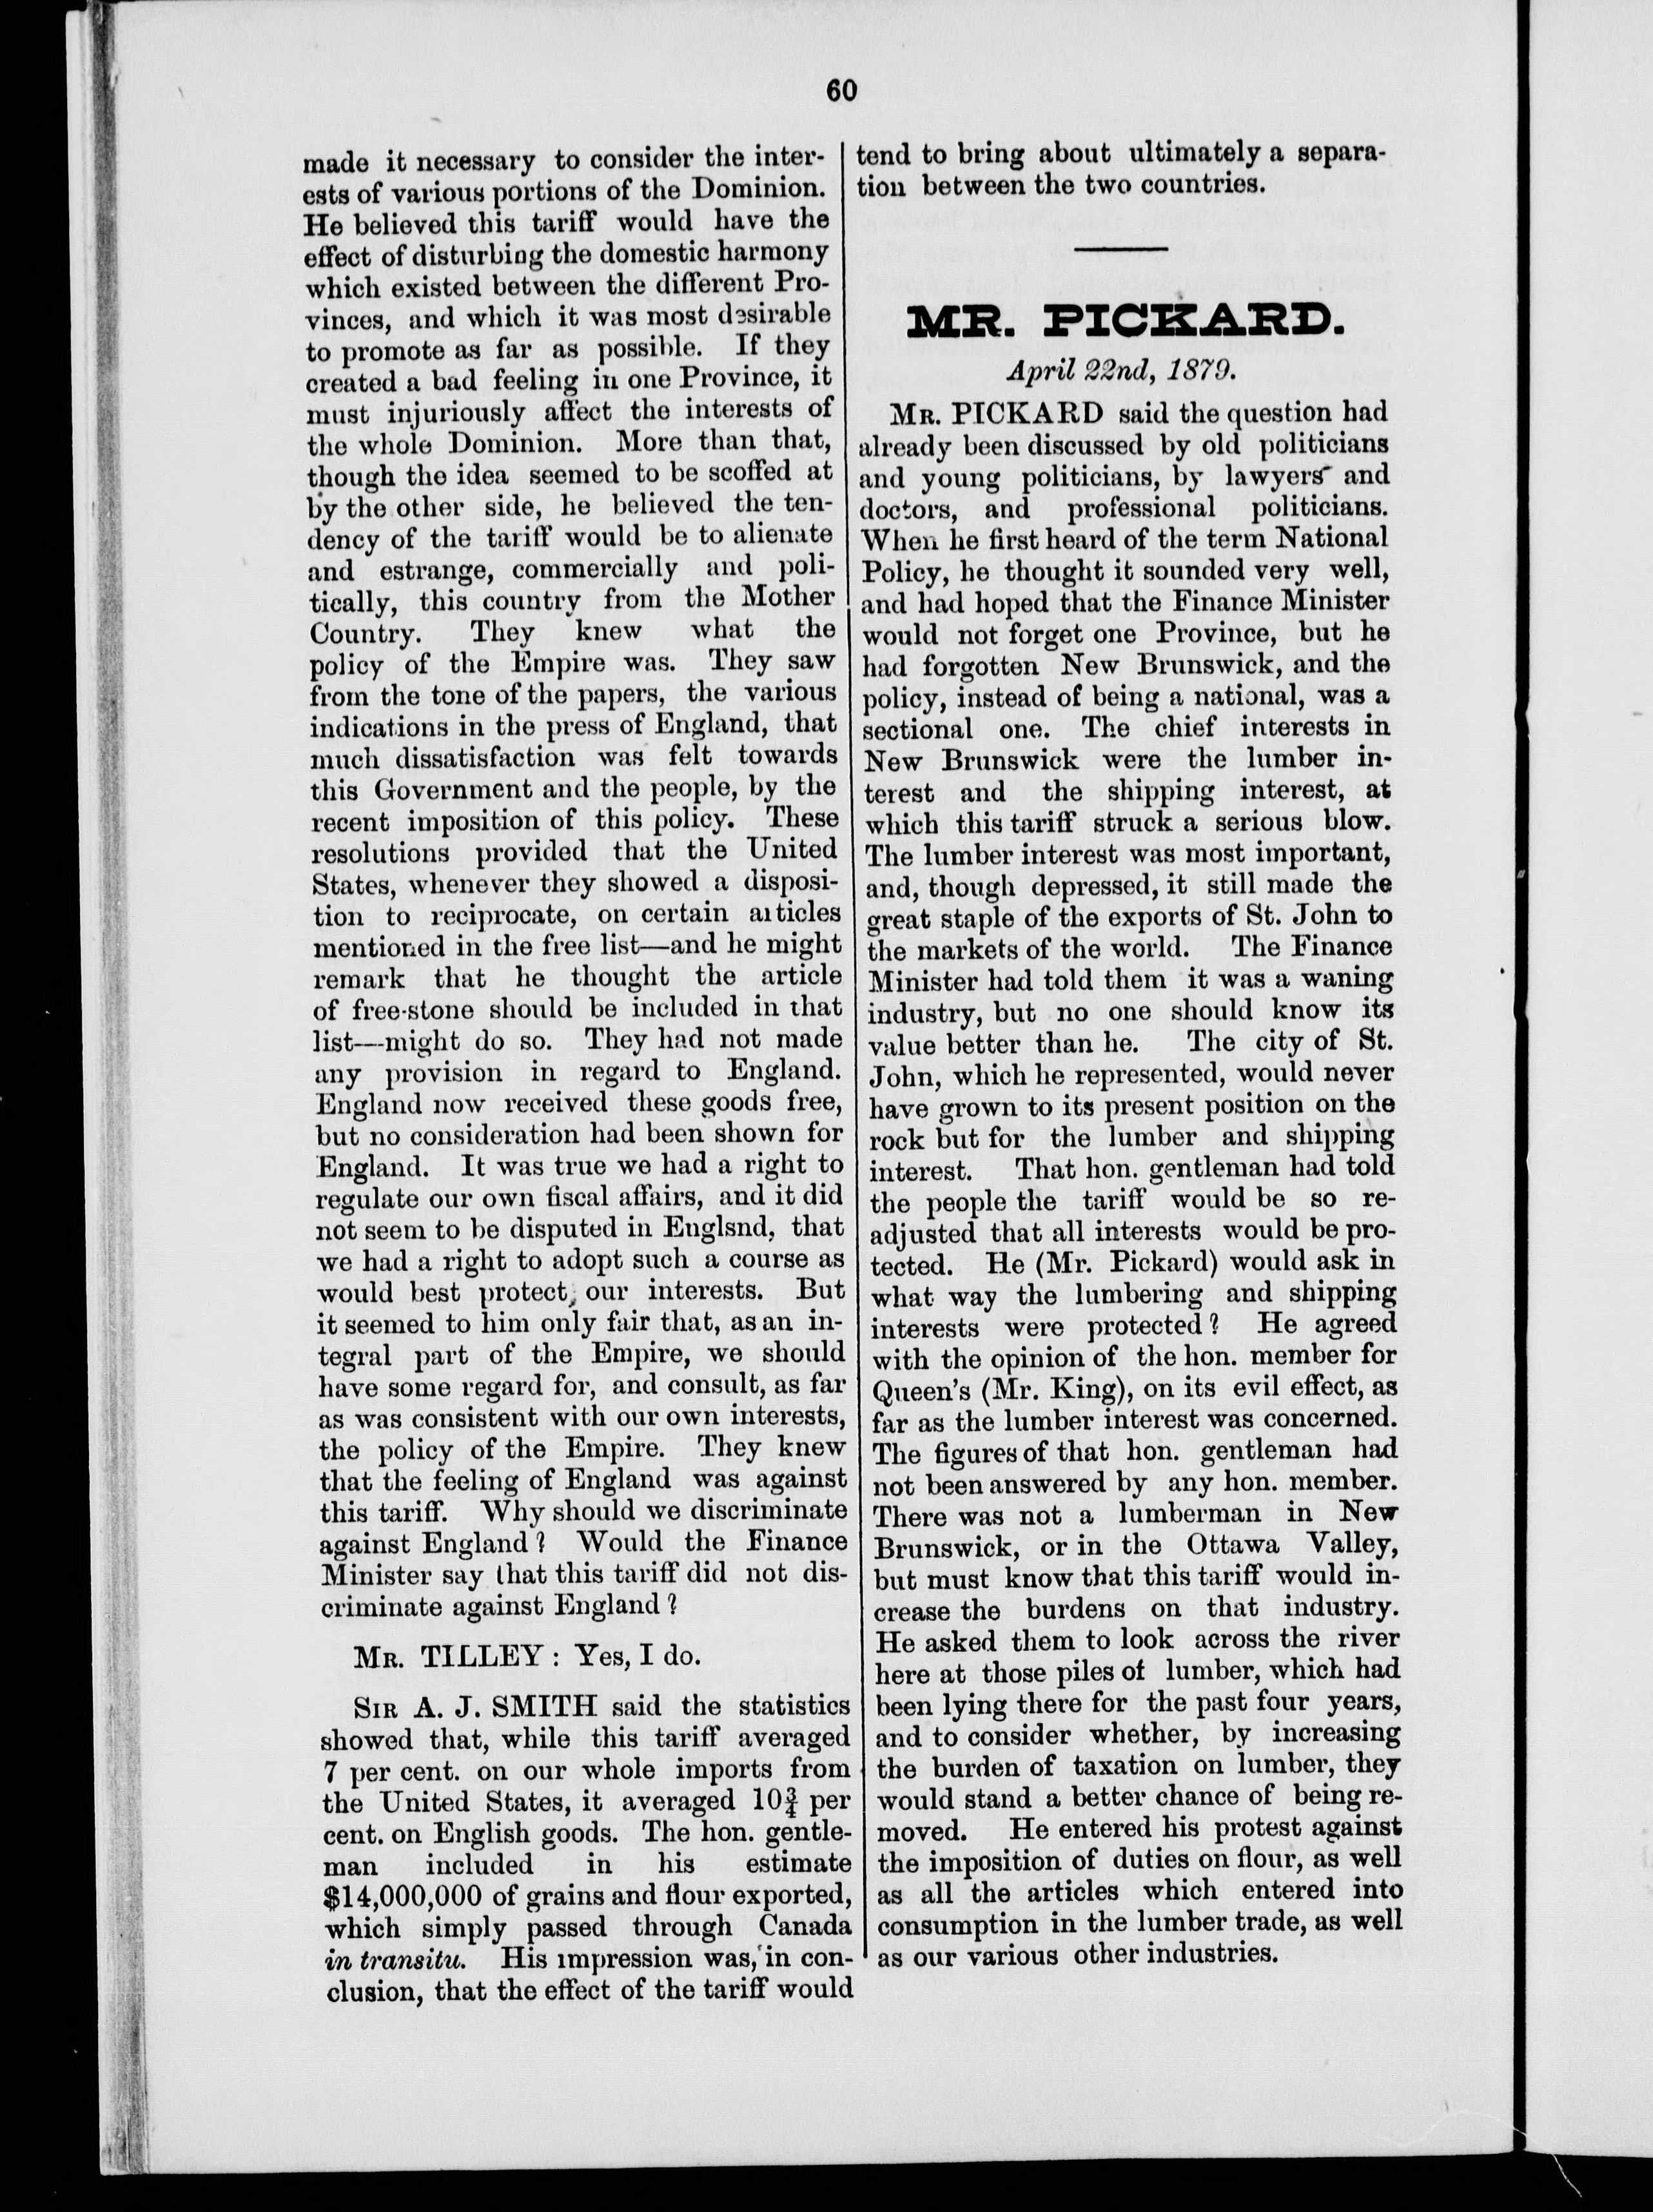 60
made it necessary to consider the inter-
ests of various portions of the Dominion.
He believed this tariff would have the
effect of disturbing the domestic harmony
which existed between the different Pro-
vinces, and which it was most desirable
to promote as far as possible. If they
created a bad feeling in one Province, it
must injuriously affect the interests of
the whole Dominion. More than that,
though the idea seemed to be scoffed at
by the other side, he believed the ten-
dency of the tariff would be to alienate
and estrange, commercially and poli-
tically, this country from the Mother
Country. They knew what the
policy of the Empire was. They saw
from the tone of the papers, the various
indications in the press of England, that
much dissatisfaction was felt towards
this Government and the people, by the
recent imposition of this policy. These
resolutions provided that the United
States, whenever they showed a disposi-
tion to reciprocate, on certain articles
mentioned in the free list—and he might
remark that he thought the article
of free-stone should be included in that
list—might do so. They had not made
any provision in regard to England.
England now received these goods free,
but no consideration had been shown for
England. It was true we had a right to
regulate our own fiscal affairs, and it did
not seem to be disputed in Englsnd, that
we had a right to adopt such a course as
would best protect; our interests. But
it seemed to him only fair that, as an in-
tegral part of the Empire, we should
have some regard for, and consult, as far
as was consistent with our own interests,
the policy of the Empire. They knew
that the feeling of England was against
this tariff. Why should we discriminate
against England? Would the Finance
Minister say that this tariff did not dis-
criminate against England?
MR. TILLEY: Yes, I do.
SIR A. J. SMITH said the statistics
showed that, while this tariff averaged
7 per cent. on our whole imports from
the United States, it averaged 10¾ per
cent. on English goods. The hon. gentle-
man included in his estimate
$14,000,000 of grains and flour exported,
which simply passed through Canada
in transitu. His impression was, in con-
clusion, that the effect of the tariff would
tend to bring about ultimately a separa-
tion between the two countries.
MR. PICKARD.
April 22nd, 1879.
MR. PICKARD said the question had
already been discussed by old politicians
and young politicians, by lawyers and
doctors, and professional politicians.
When he first heard of the term National
Policy, he thought it sounded very well,
and had hoped that the Finance Minister
would not forget one Province, but he
had forgotten New Brunswick, and the
policy, instead of being a national, was a
sectional one. The chief interests in
New Brunswick were the lumber in-
terest and the shipping interest, at
which this tariff struck a serious blow.
The lumber interest was most important,
and, though depressed, it still made the
great staple of the exports of St. John to
the markets of the world. The Finance
Minister had told them it was a waning
industry, but no one should know its
value better than he. The city of St.
John, which he represented, would never
have grown to its present position on the
rock but for the lumber and shipping
interest. That hon. gentleman had told
the people the tariff would be so re-
adjusted that all interests would be pro-
tected. He (Mr. Pickard) would ask in
what way the lumbering and shipping
interests were protected? He agreed
with the opinion of the hon. member for
Queen's (Mr. King), on its evil effect, as
far as the lumber interest was concerned.
The figures of that hon. gentleman had
not been answered by any hon. member.
There was not a lumberman in New
Brunswick, or in the Ottawa Valley,
but must know that this tariff would in-
crease the burdens on that industry.
He asked them to look across the river
here at those piles of lumber, which had
been lying there for the past four years,
and to consider whether, by increasing
the burden of taxation on lumber, they
would stand a better chance of being re-
moved. He entered his protest against
the imposition of duties on flour, as well
as all the articles which entered into
consumption in the lumber trade, as well
as our various other industries.